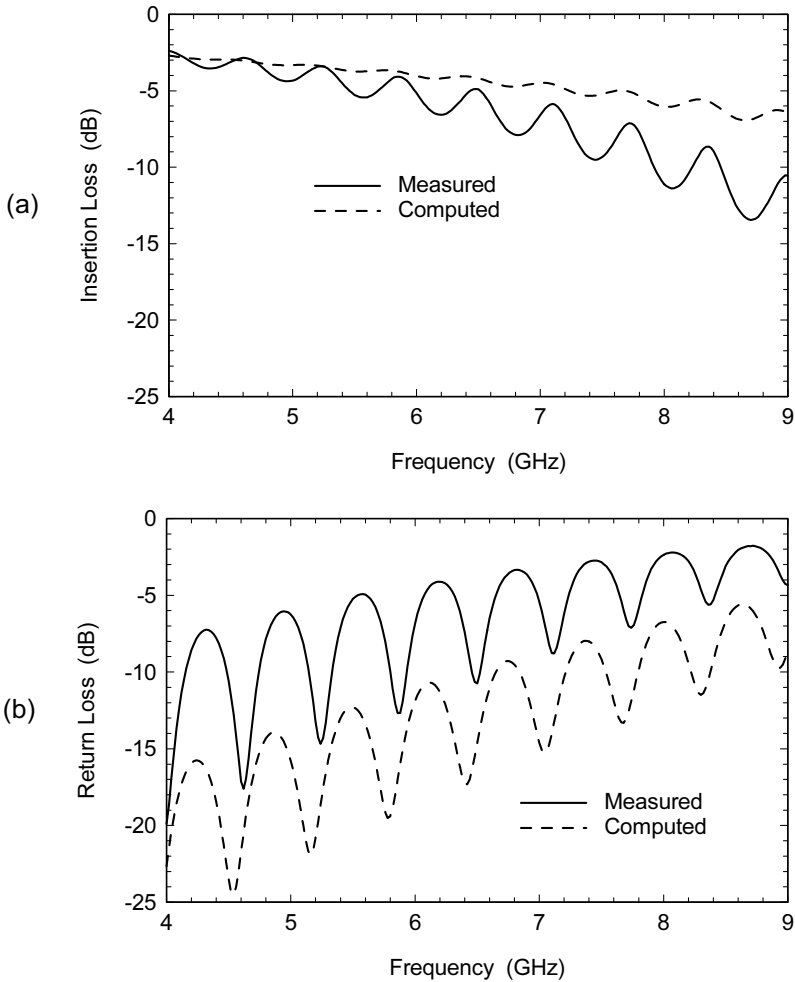 0
-5
-10
-15
-20
-25
(a)
Insertion Loss (dB)
Measured
Computed
4 5 6 7 8 9
Frequency (GHz)
0
-5
-10
-15
-20
-25
(b)
Return Loss (dB)
Measured
Computed
4 5 6 7 8 9
Frequency (GHz)